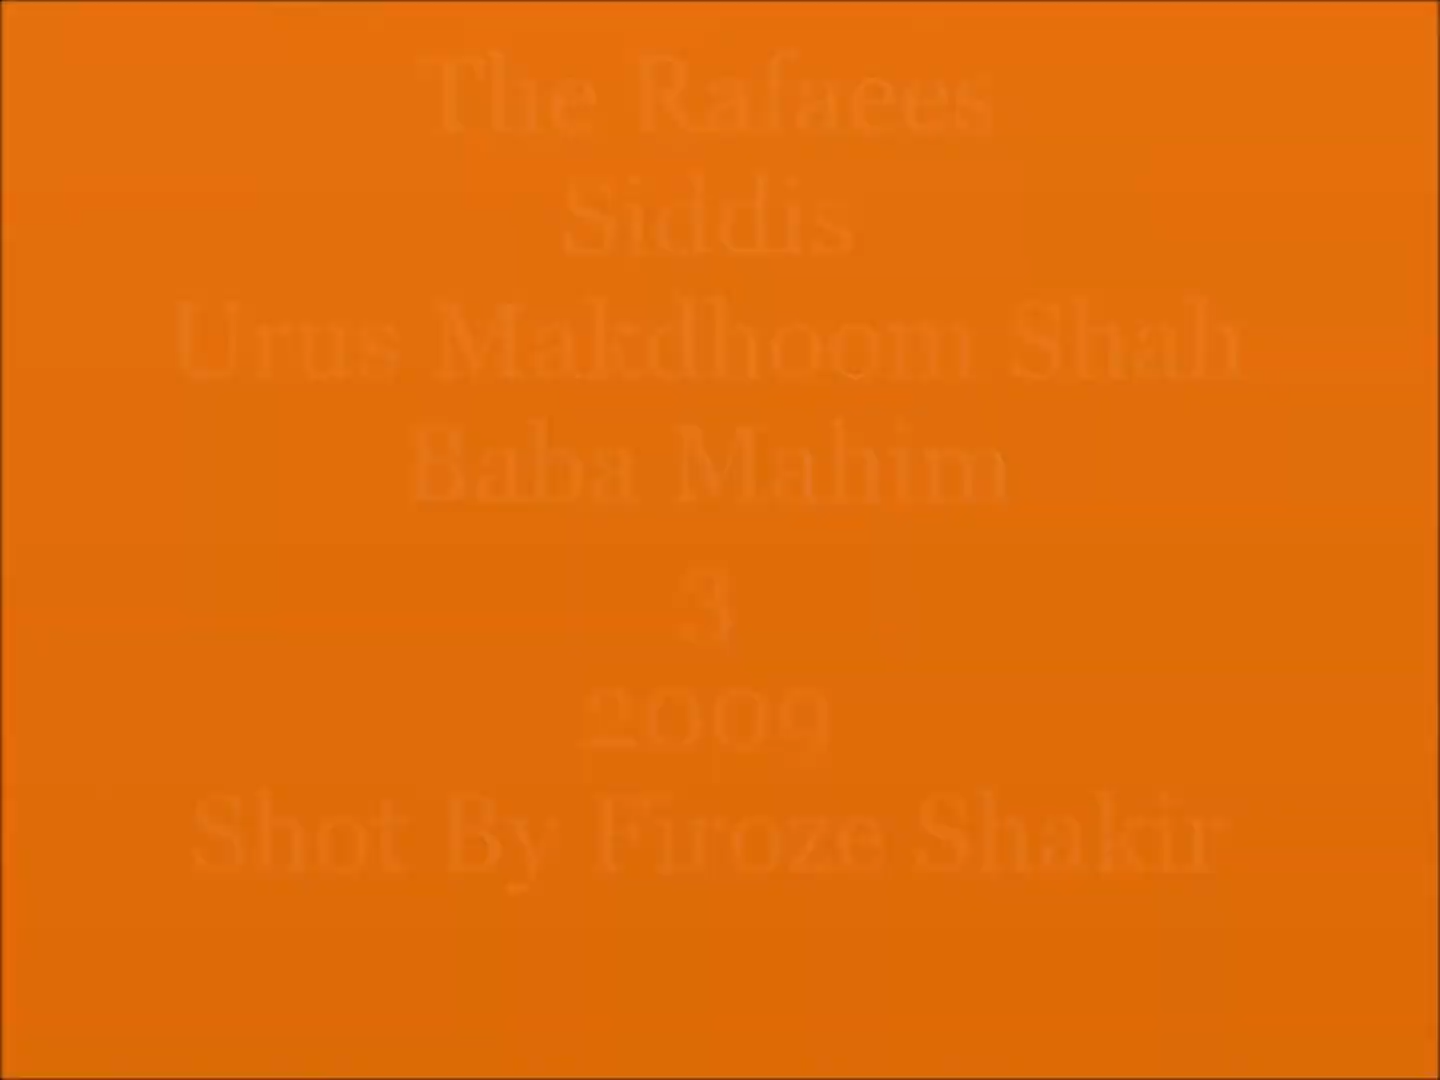 The Rafaees
Siddis
Urus Makdhoom Shah
Baba Mahim
3
2009
Shot By Firoze Shakir